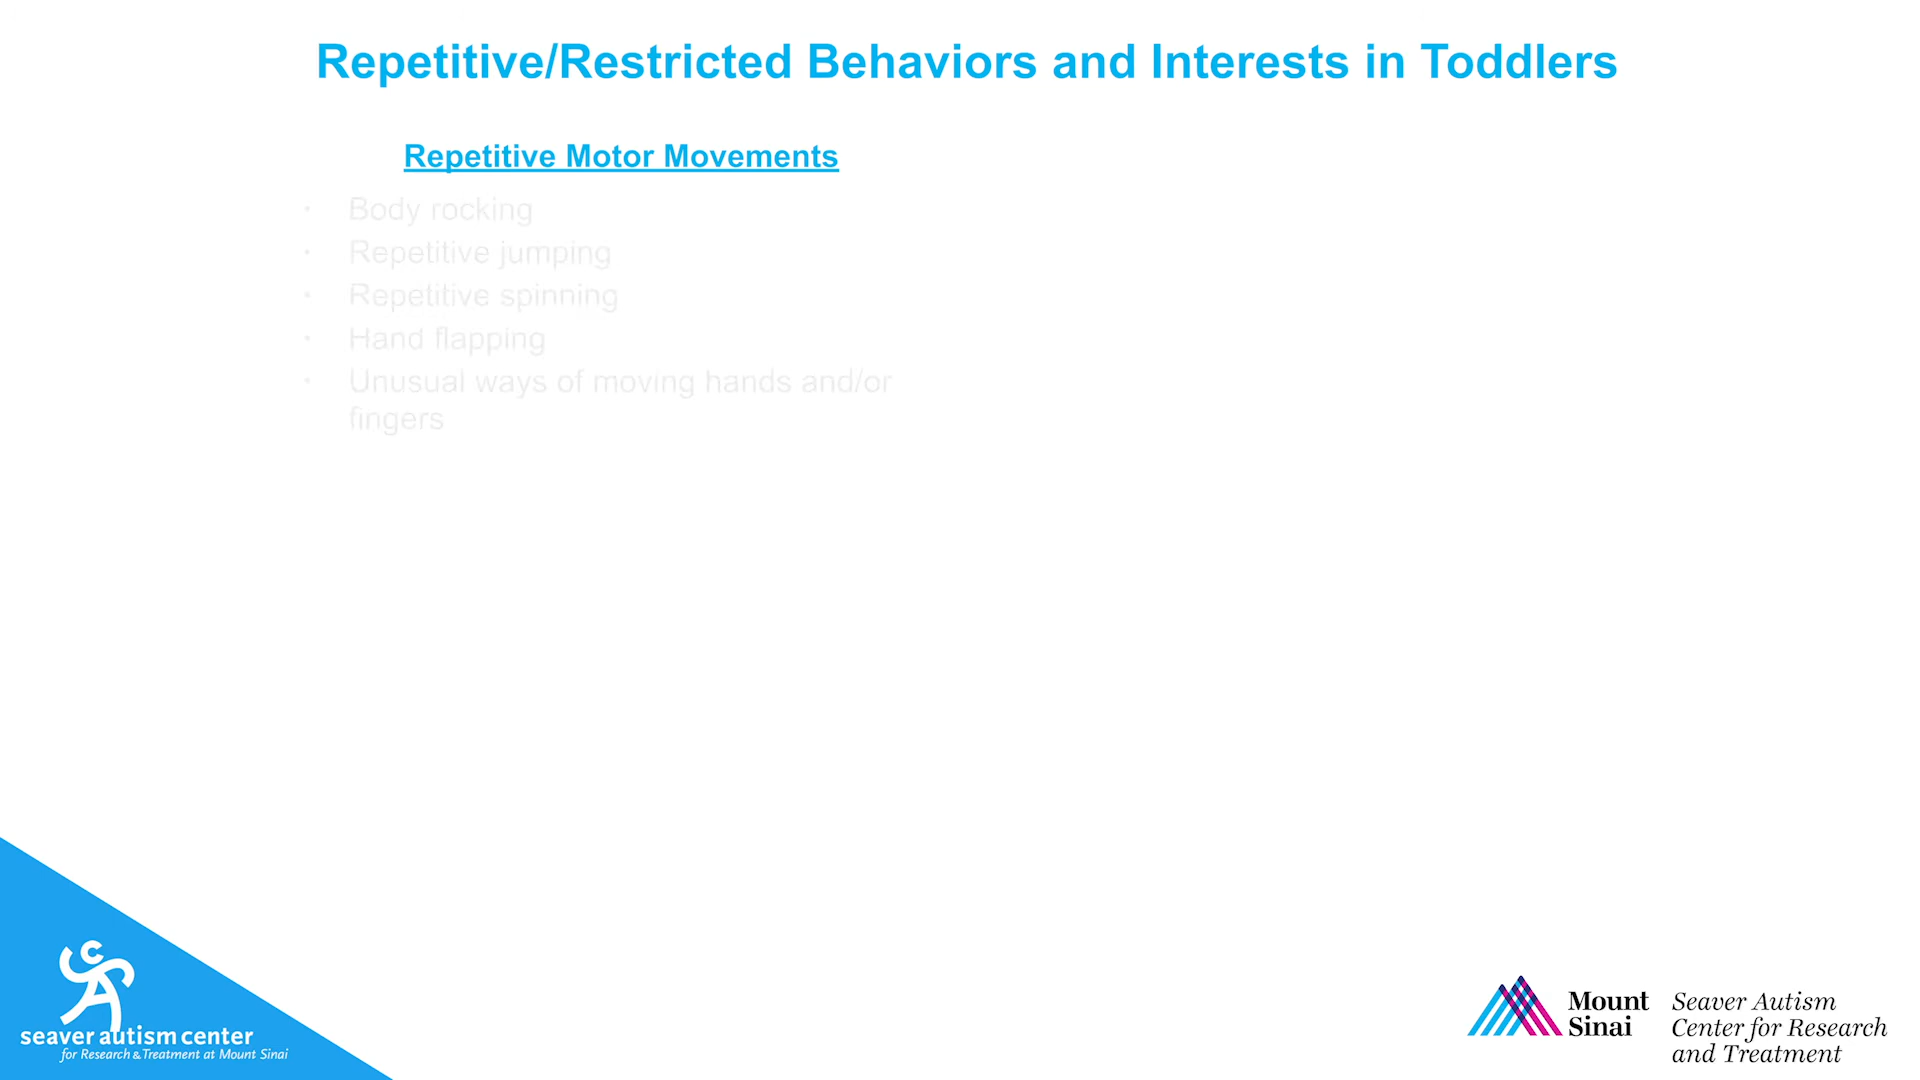 Repetitive/Restricted Behaviors and Interests in Toddlers
Repetitive Motor Movements
· Body rocking
· Repetitive jumping
· Repetitive spinning
· Hand flapping
· Unusual ways of moving hands and/or
fingers
seaver autism center
for Research & Treatment at Mount Sinai
Mount
Sinai
Seaver Autism
Center for Research
and Treatment